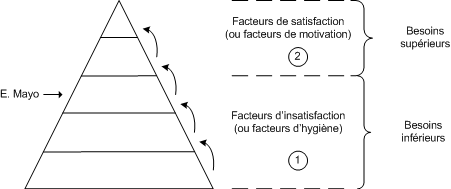 Facteurs de satisfaction
(ou facteurs de motivation)
2
Besoins
supérieurs
E. Mayo
Facteurs d'insatisfaction
(ou facteurs d'hygiène)
1
Besoins
inférieurs